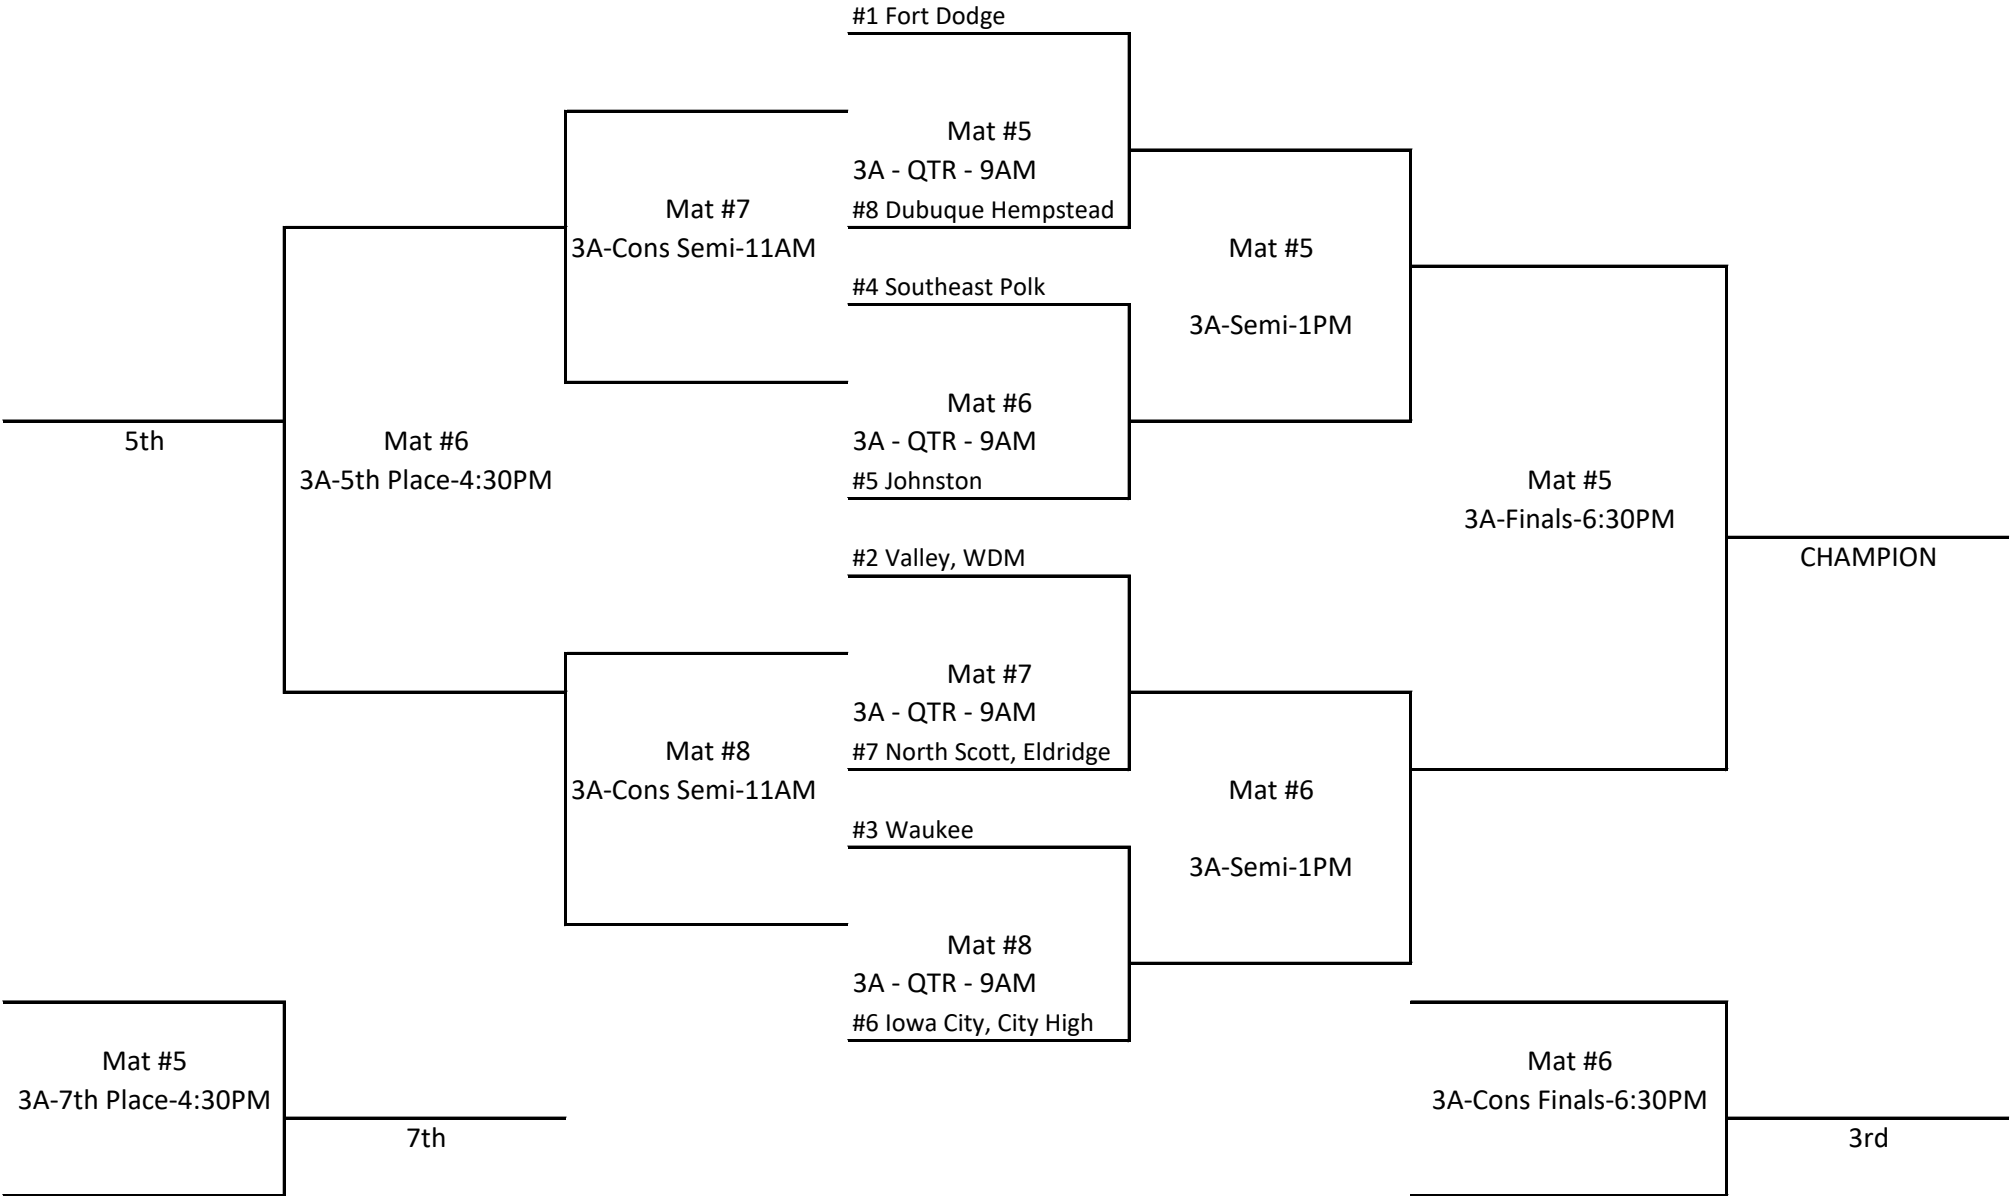 #1 Fort Dodge
Mat #5
3A - QTR - 9AM
#8 Dubuque Hempstead
Mat #7
3A-Cons Semi-11AM
Mat #5
3A-Semi-1PM
#4 Southeast Polk
Mat #6
3A - QTR - 9AM
#5 Johnston
5th
Mat #6
3A-5th Place-4:30PM
Mat #5
3A-Finals-6:30PM
CHAMPION
#2 Valley, WDM
Mat #7
3A - QTR - 9AM
#7 North Scott, Eldridge
Mat #8
3A-Cons Semi-11AM
Mat #6
3A-Semi-1PM
#3 Waukee
Mat #8
3A - QTR - 9AM
#6 Iowa City, City High
Mat #5
3A-7th Place-4:30PM
7th
Mat #6
3A-Cons Finals-6:30PM
3rd